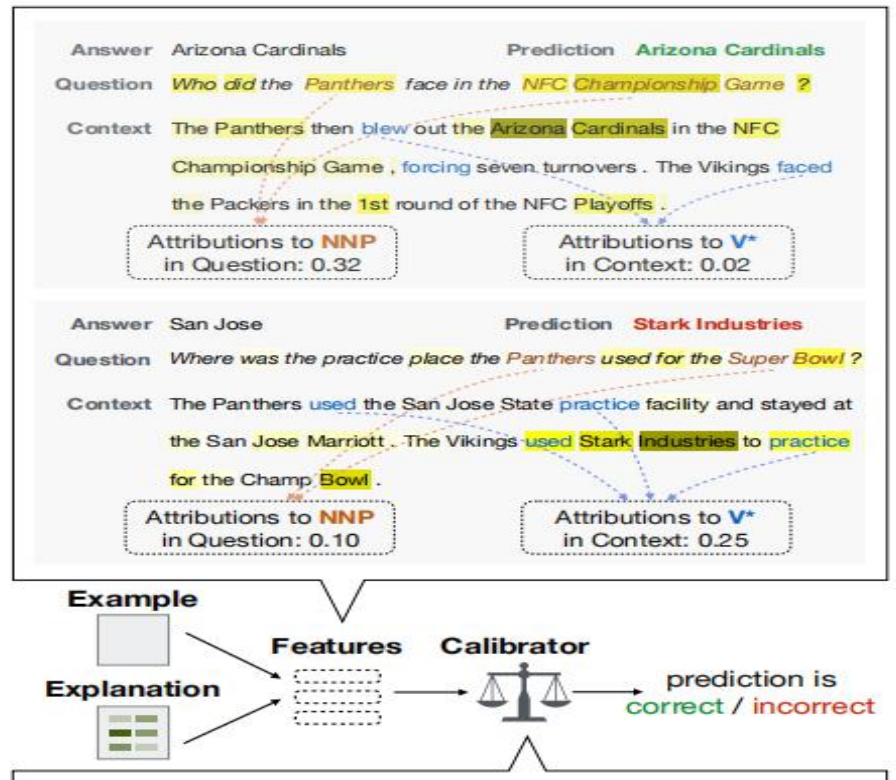 Answer Arizona Cardinals Prediction Arizona Cardinals
Question Who did the Panthers face in the NFC Championship Game ?
Context The Panthers then blew out the Arizona Cardinals in the NFC
Championship Game , forcing seven turnovers . The Vikings faced
the Packers in the 1st round of the NFC Playoffs .
Attributions to NNP
in Question: 0.32
Attributions to V*
in Context: 0.02
Answer San Jose Prediction Stark Industries
Question Where was the practice place the Panthers used for the Super Bowl ?
Context The Panthers used the San Jose State practice facility and stayed at
the San Jose Marriott . The Vikings used Stark Industries to practice
for the Champ Bowl .
Attributions to NNP
in Question: 0.10
Attributions to V*
in Context: 0.25
Example
Explanation
Features
Calibrator
prediction is
correct / incorrect